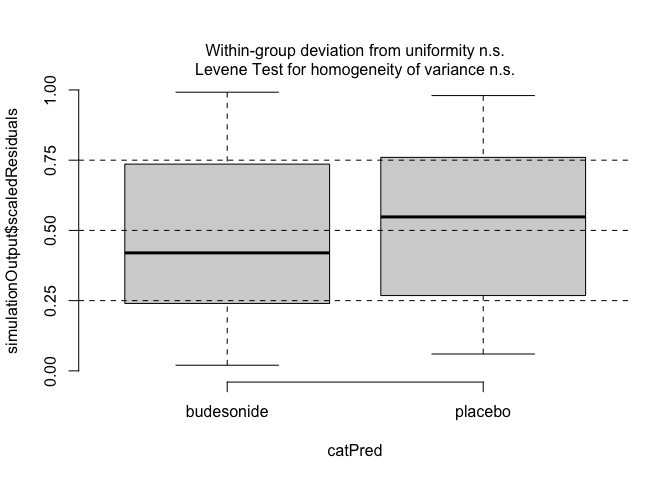 Within-group deviation from uniformity n.s.
Levene Test for homogeneity of variance n.s.
simulationOutput$scaledResiduals
1.00
0.75
0.50
0.25
0.00
budesonide placebo
catPred